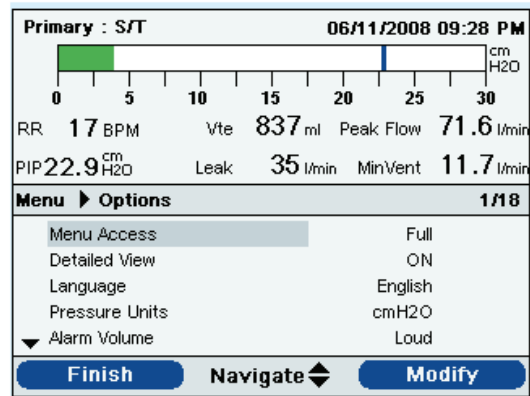 Primary : S/T 06/11/2008 09:28 PM
cm
H2O
0 5 10 15 20 25 30
RR 17 BPM Vte 837 ml Peak Flow 71.6 l/min
PIP 22.9 cm H2O Leak 35 l/min MinVent 11.7 l/min
Menu Options 1/18
Menu Access Full
Detailed View ON
Language English
Pressure Units cmH2O
Alarm Volume Loud
Finish Navigate Modify